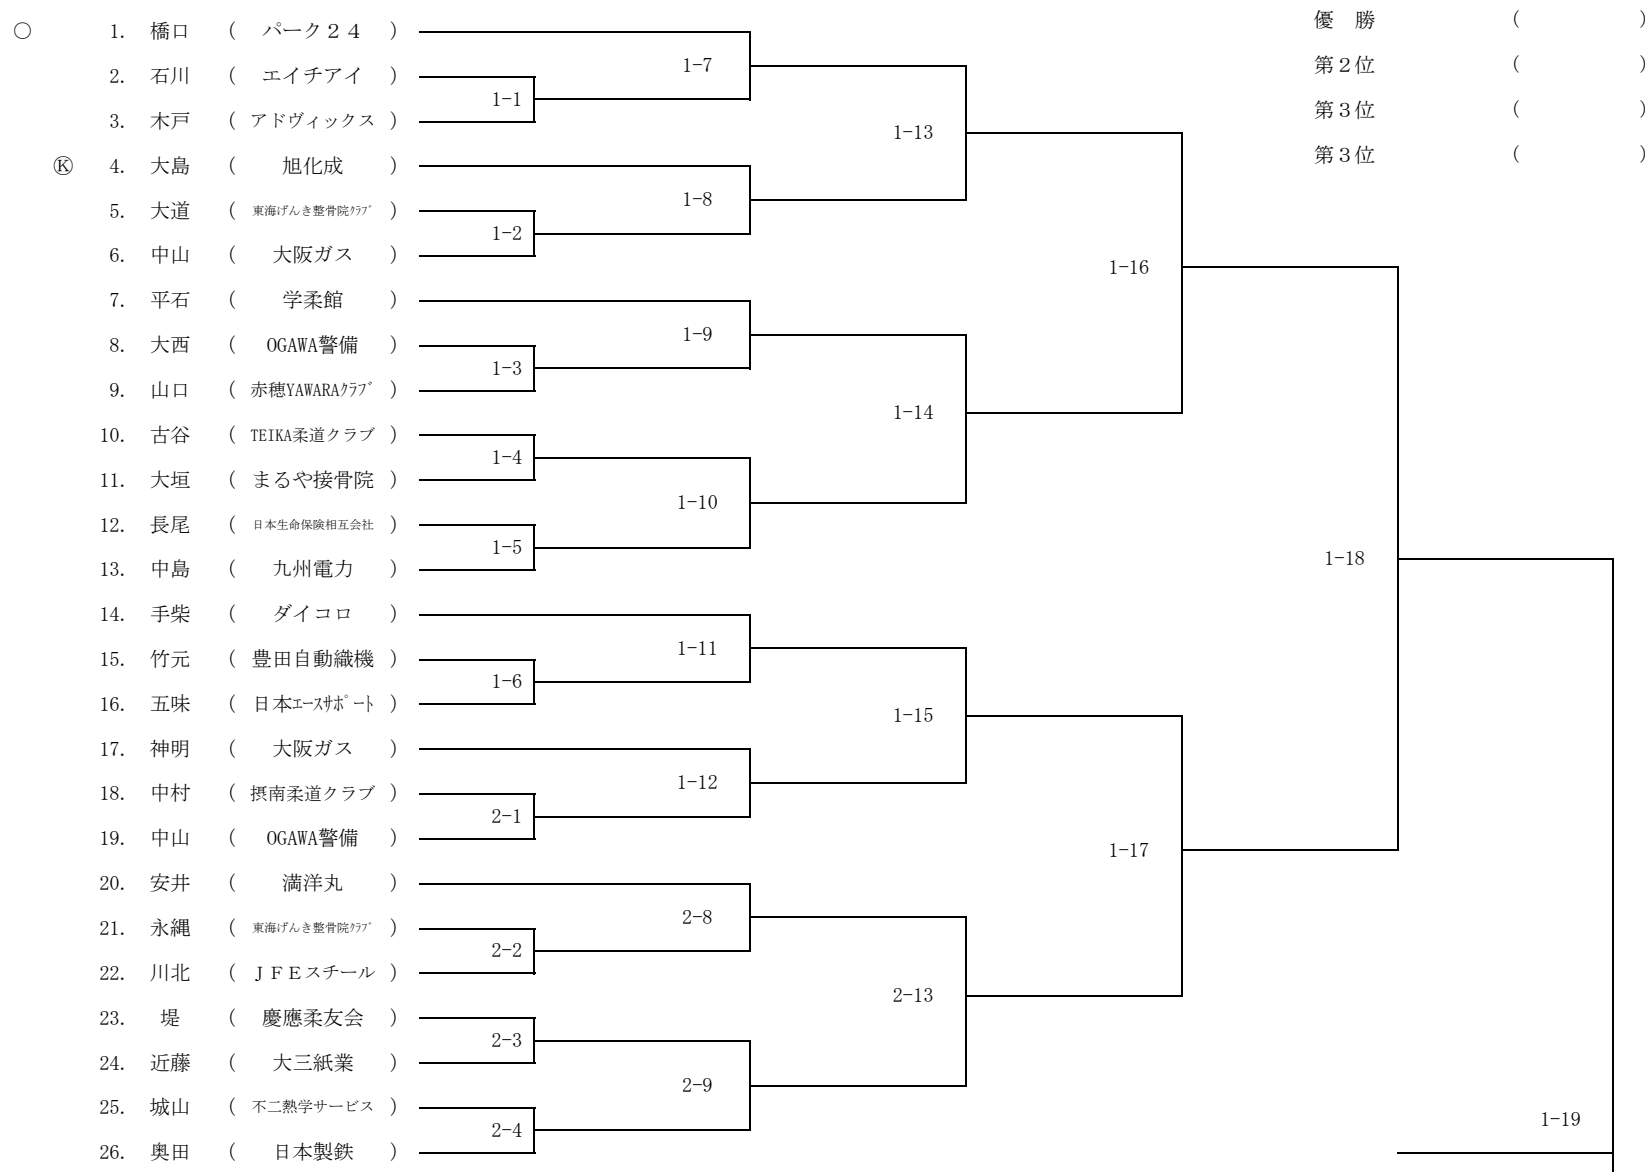 ○ 1. 橋口 ( パーク２４ )
2. 石川 ( エイチアイ )
3. 木戸 ( アドヴィックス )
Ⓚ 4. 大島 ( 旭化成 )
5. 大道 ( 東海げんき整骨院ｸﾗﾌﾞ )
6. 中山 ( 大阪ガス )
7. 平石 ( 学柔館 )
8. 大西 ( OGAWA警備 )
9. 山口 ( 赤穂YAWARAｸﾗﾌﾞ )
10. 古谷 ( TEIKA柔道クラブ )
11. 大垣 ( まるや接骨院 )
12. 長尾 ( 日本生命保険相互会社 )
13. 中島 ( 九州電力 )
14. 手柴 ( ダイコロ )
15. 竹元 ( 豊田自動織機 )
16. 五味 ( 日本ｴｰｽｻﾎﾟｰﾄ )
17. 神明 ( 大阪ガス )
18. 中村 ( 摂南柔道クラブ )
19. 中山 ( OGAWA警備 )
20. 安井 ( 満洋丸 )
21. 永縄 ( 東海げんき整骨院ｸﾗﾌﾞ )
22. 川北 ( ＪＦＥスチール )
23. 堤 ( 慶應柔友会 )
24. 近藤 ( 大三紙業 )
25. 城山 ( 不二熱学サービス )
26. 奥田 ( 日本製鉄 )
1-1
1-2
1-3
1-4
1-5
1-6
2-1
2-2
2-3
2-4
1-7
1-8
1-9
1-10
1-11
1-12
2-8
2-9
1-13
1-14
1-15
2-13
1-16
1-17
1-18
1-19
優　勝 ( )
第２位 ( )
第３位 ( )
第３位 ( )